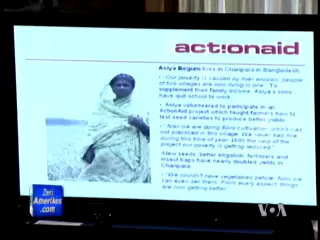 act!onaid
Asiya Begum lives in Chanpara in Bangladesh
• "Our poverty is caused by river erosion, people
of two villages are now living in one. To
supplement their family income, Asiya's sons
have quit school to work.
• Asiya volunteered to participate in an
ActionAid project which taught farmers how to
test seed varieties to produce better yields.
• "Now we are doing Boro cultivation, which was
not practiced in this village. We never had rice
during this time of year. With the help of the
project our poverty is getting reduced."
•New seeds, better irrigation, fertilizers and
insect traps have nearly doubled yields in
Chanpara.
• "We couldn't have vegetables before. Now we
can even sell them. From every aspect things
are now getting better."
Zëri
Amerikes
.com
VOA